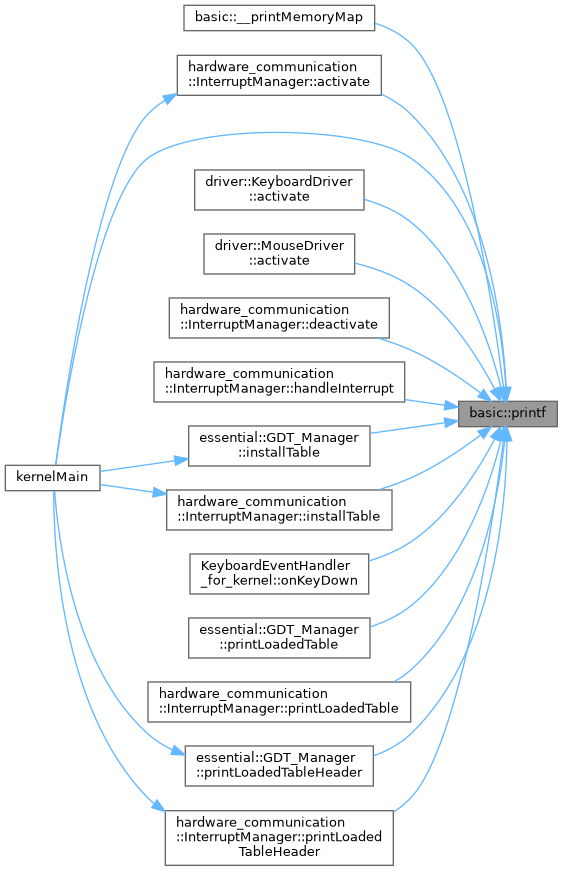 basic::__printMemoryMap
hardware_communication
::InterruptManager::activate
driver::KeyboardDriver
::activate
driver::MouseDriver
::activate
hardware_communication
::InterruptManager::deactivate
hardware_communication
::InterruptManager::handleInterrupt
basic::printf
essential::GDT_Manager
::installTable
kernelMain
hardware_communication
::InterruptManager::installTable
KeyboardEventHandler
_for_kernel::onKeyDown
essential::GDT_Manager
::printLoadedTable
hardware_communication
::InterruptManager::printLoadedTable
essential::GDT_Manager
::printLoadedTableHeader
hardware_communication
::InterruptManager::printLoaded
TableHeader